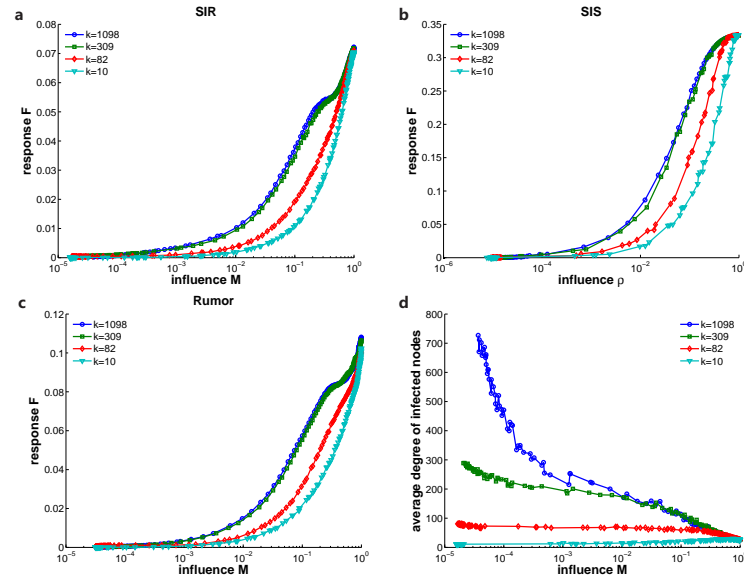 a
SIR
k=1098
k=309
k=82
k=10
response F
0.08
0.07
0.06
0.05
0.04
0.03
0.02
0.01
0
10^-5
10^-4
10^-3
10^-2
10^-1
10^0
influence M
b
SIS
k=1098
k=309
k=82
k=10
response F
0.35
0.3
0.25
0.2
0.15
0.1
0.05
0
10^-6
10^-4
10^-2
10^0
influence ρ
c
Rumor
k=1098
k=309
k=82
k=10
response F
0.12
0.1
0.08
0.06
0.04
0.02
0
10^-5
10^-4
10^-3
10^-2
10^-1
10^0
influence M
d
k=1098
k=309
k=82
k=10
average degree of infected nodes
800
700
600
500
400
300
200
100
0
10^-5
10^-4
10^-3
10^-2
10^-1
10^0
influence M